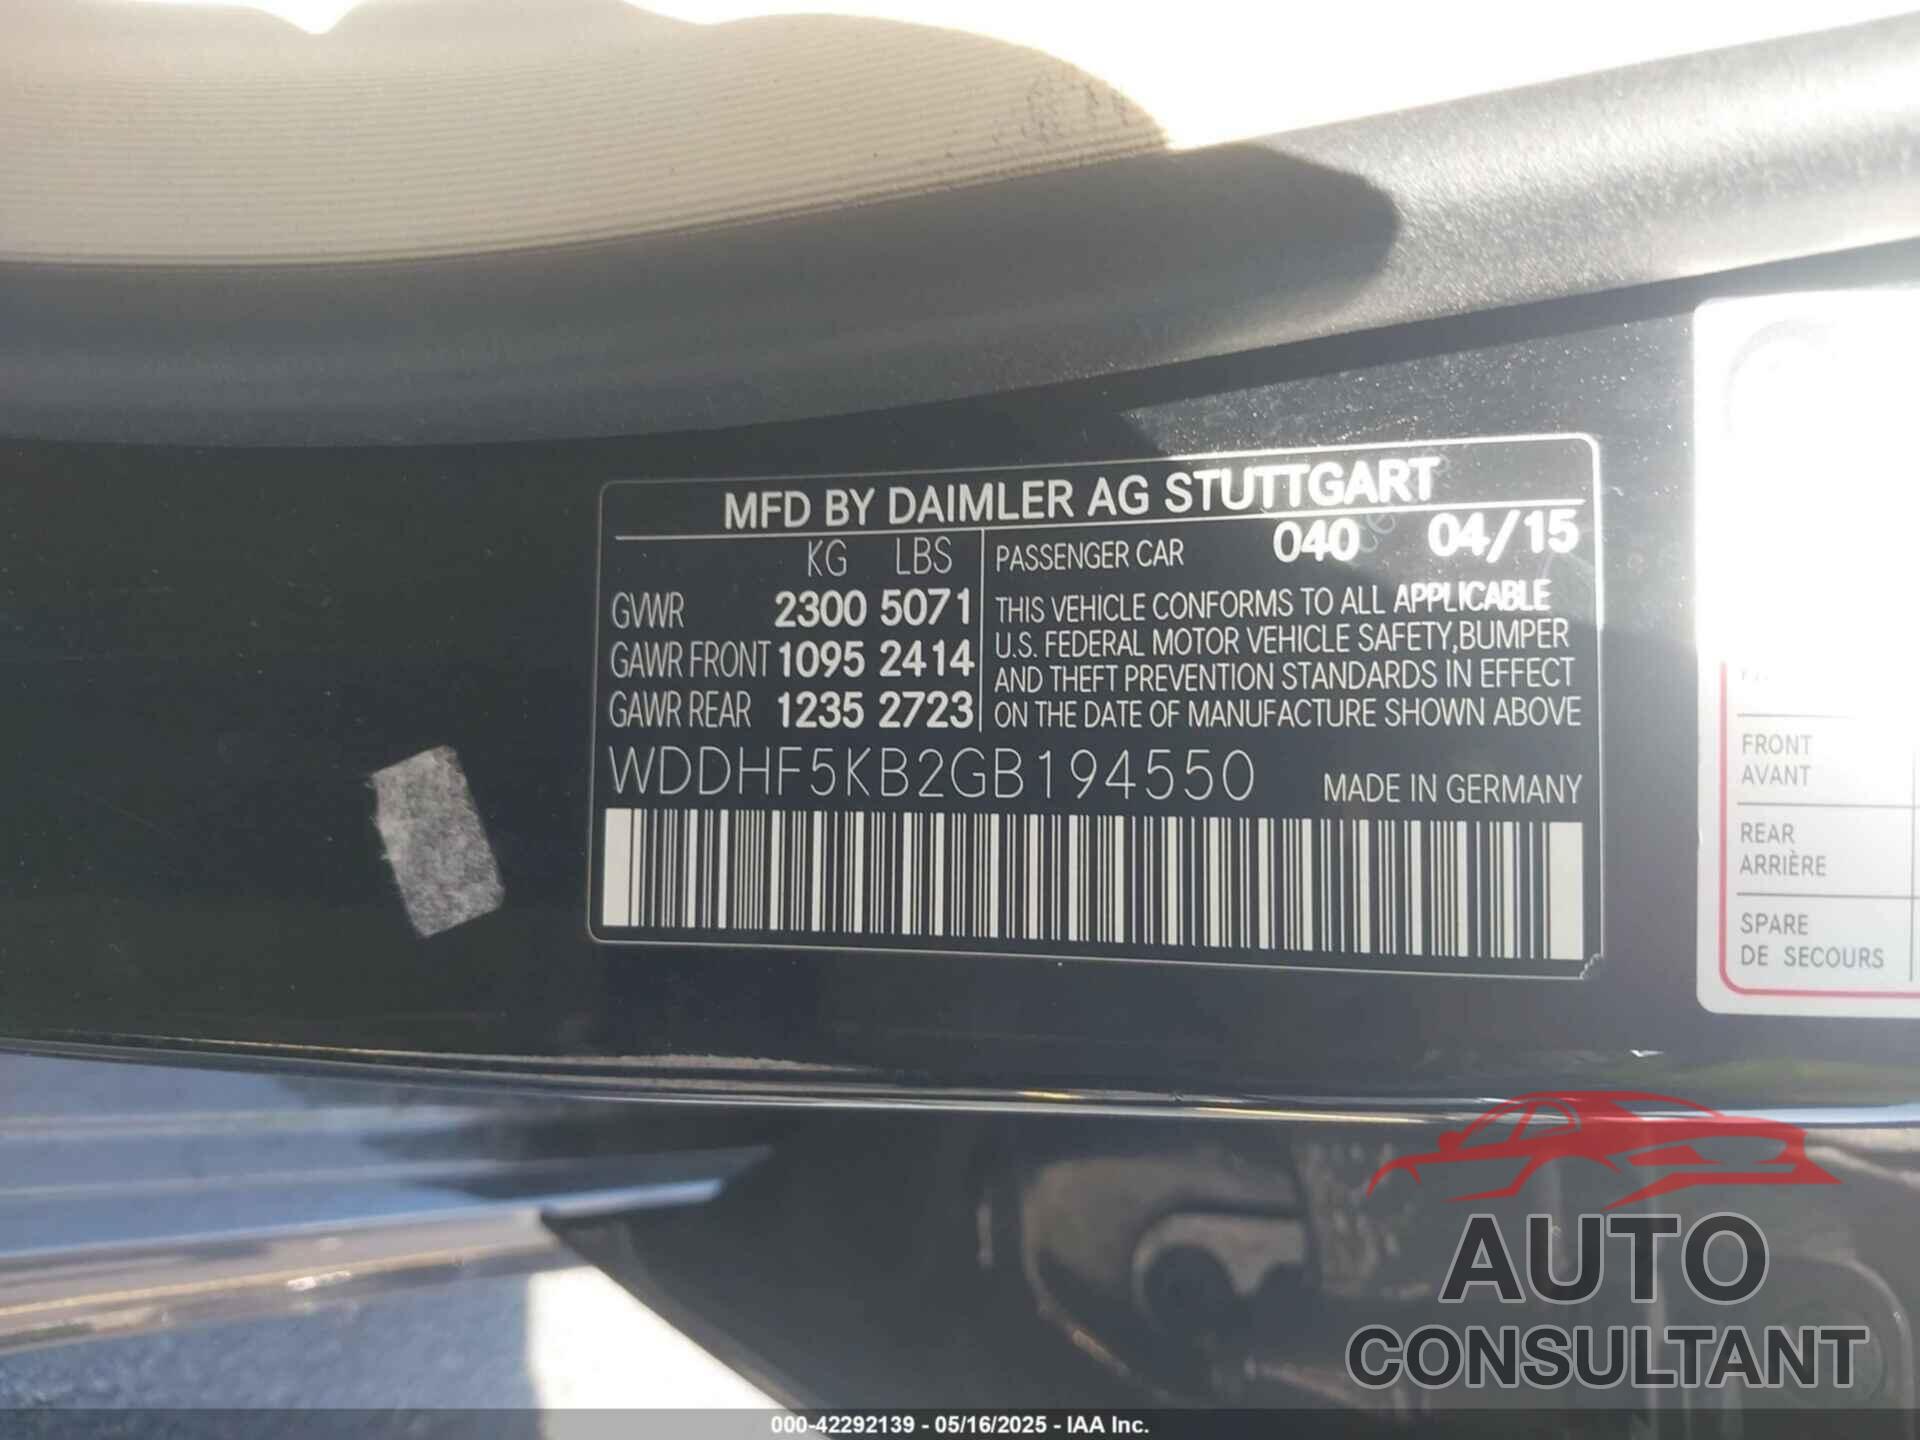 MFD BY DAIMLER AG STUTTGART
KG LBS PASSENGER CAR 040 04/15
GVWR 2300 5071
GAWR FRONT 1095 2414
GAWR REAR 1235 2723
THIS VEHICLE CONFORMS TO ALL APPLICABLE
U.S. FEDERAL MOTOR VEHICLE SAFETY,BUMPER
AND THEFT PREVENTION STANDARDS IN EFFECT
ON THE DATE OF MANUFACTURE SHOWN ABOVE
WDDHF5KB2GB194550 MADE IN GERMANY
FRONT
AVANT
REAR
ARRIÈRE
SPARE
DE SECOURS
AUTO
CONSULTANT
000-42292139 - 05/16/2025 - IAA Inc.